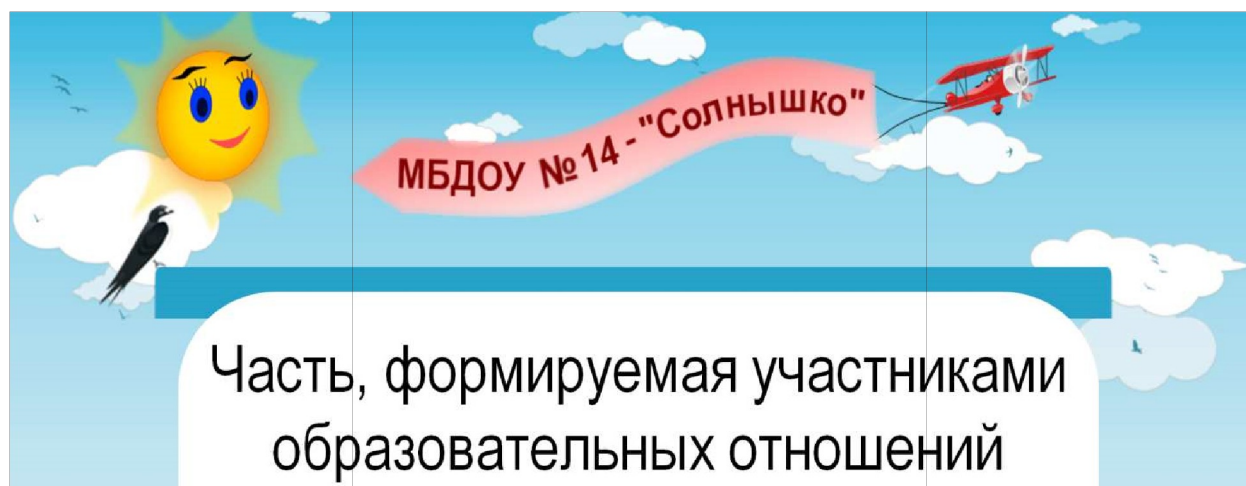 МБДОУ №14 - "Солнышко"
Часть, формируемая участниками
образовательных отношений